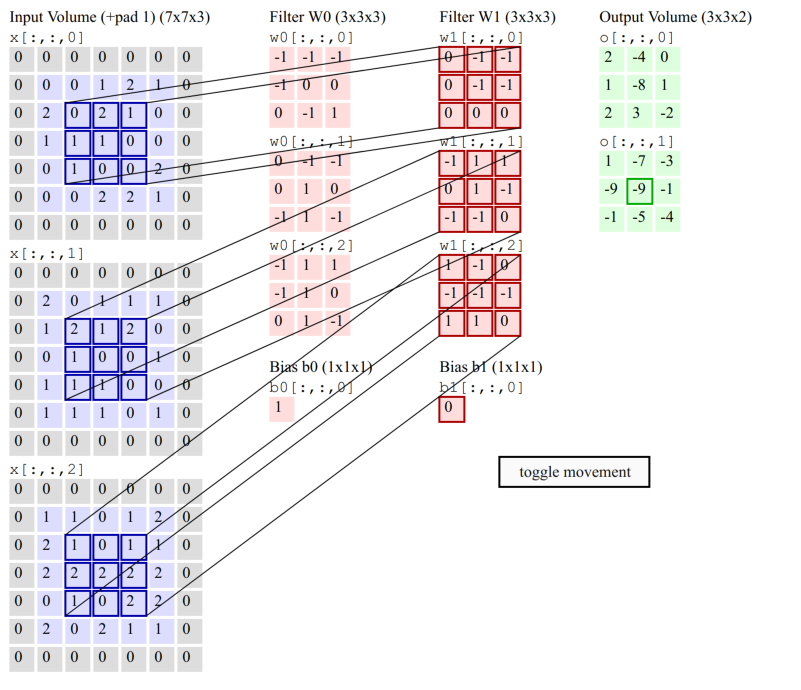 Input Volume (+pad 1) (7x7x3)
x[:,:,0]
0 0 0 0 0 0 0
0 0 0 1 2 1 0
0 2 0 2 1 0 0
0 1 1 1 0 0 0
0 0 1 0 0 2 0
0 0 0 2 2 1 0
0 0 0 0 0 0 0
x[:,:,1]
0 0 0 0 0 0 0
0 2 0 1 1 1 0
0 1 2 1 2 0 0
0 0 1 0 0 1 0
0 1 1 1 0 0 0
0 1 1 1 0 1 0
0 0 0 0 0 0 0
x[:,:,2]
0 0 0 0 0 0 0
0 1 1 0 1 2 0
0 2 1 0 1 1 0
0 2 2 2 2 2 0
0 0 1 0 2 2 0
0 2 0 2 1 1 0
0 0 0 0 0 0 0
Filter W0 (3x3x3)
w0[:,:,0]
-1 -1 -1
-1 0 0
0 -1 1
w0[:,:,1]
0 -1 -1
0 1 0
-1 1 -1
w0[:,:,2]
-1 1 1
-1 1 0
0 1 -1
Bias b0 (1x1x1)
b0[:,:,0]
1
Filter W1 (3x3x3)
w1[:,:,0]
0 -1 -1
0 -1 -1
0 0 0
w1[:,:,1]
-1 1 1
0 1 -1
-1 -1 0
w1[:,:,2]
1 -1 0
-1 -1 -1
1 1 0
Bias b1 (1x1x1)
b1[:,:,0]
0
Output Volume (3x3x2)
o[:,:,0]
2 -4 0
1 -8 1
2 3 -2
o[:,:,1]
1 -7 -3
-9 -9 -1
-1 -5 -4
toggle movement